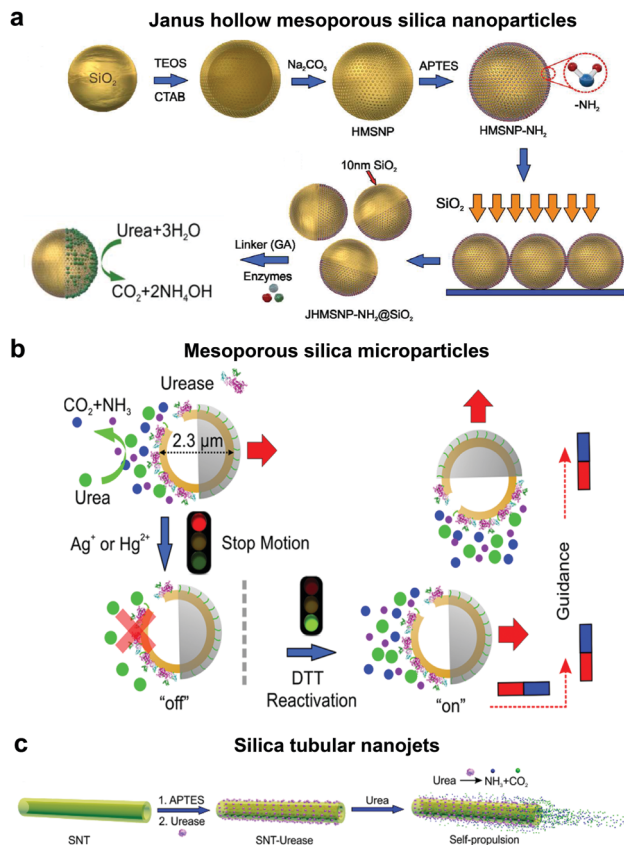 a
Janus hollow mesoporous silica nanoparticles
SiO₂
TEOS
CTAB
Na₂CO₃
HMSNP
APTES
HMSNP-NH₂
-NH₂
SiO₂
10nm SiO₂
JHMSNP-NH₂@SiO₂
Linker (GA)
Enzymes
Urea+3H₂O
CO₂+2NH₄OH
b
Mesoporous silica microparticles
Urease
CO₂+NH₃
2.3 µm
Urea
Ag⁺ or Hg²⁺
Stop Motion
Guidance
DTT
Reactivation
"off"
"on"
c
Silica tubular nanojets
SNT
1. APTES
2. Urease
SNT-Urease
Urea
Urea → NH₃+CO₂
Self-propulsion